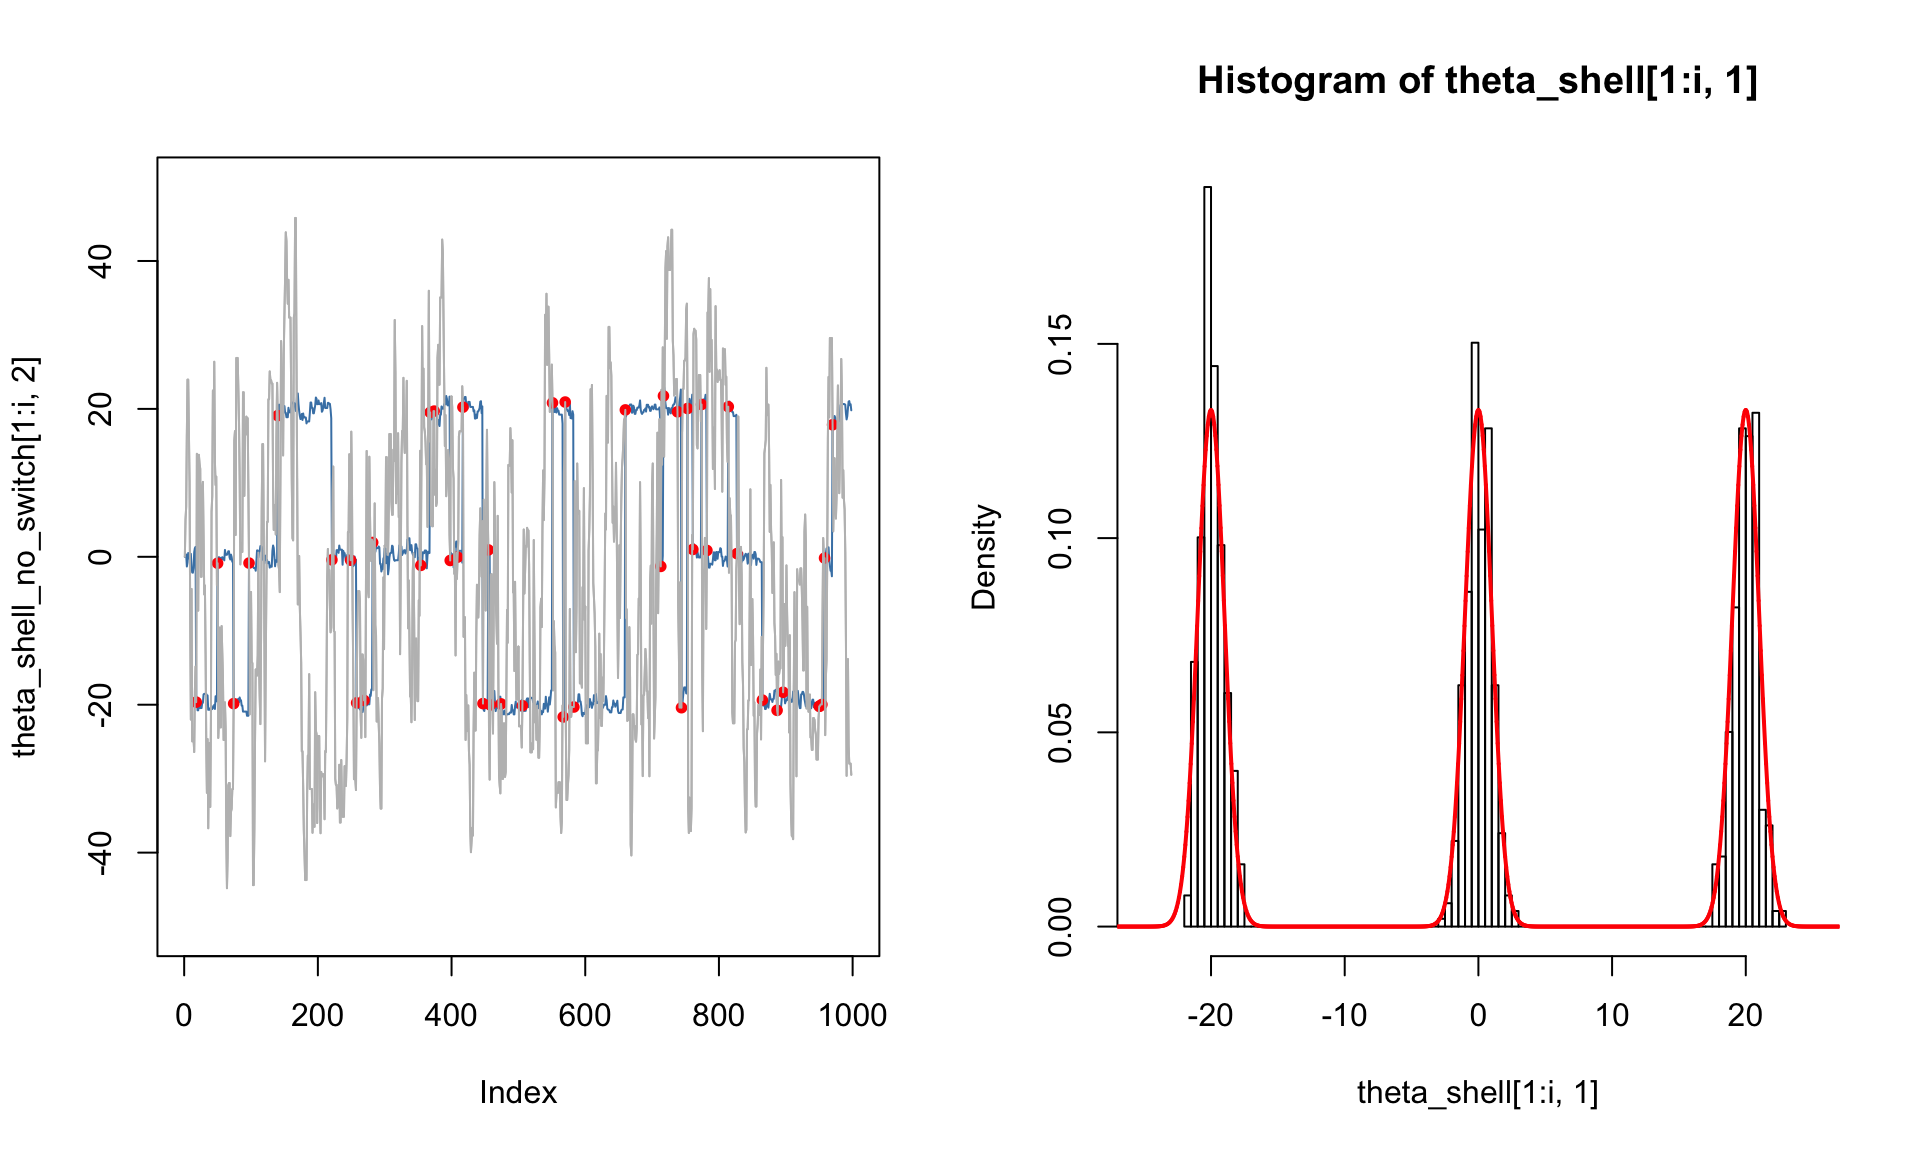 theta_shell_no_switch[1:i, 2]
40
20
0
-20
-40
0 200 400 600 800 1000
Index
Histogram of theta_shell[1:i, 1]
Density
0.15
0.10
0.05
0.00
-20 -10 0 10 20
theta_shell[1:i, 1]